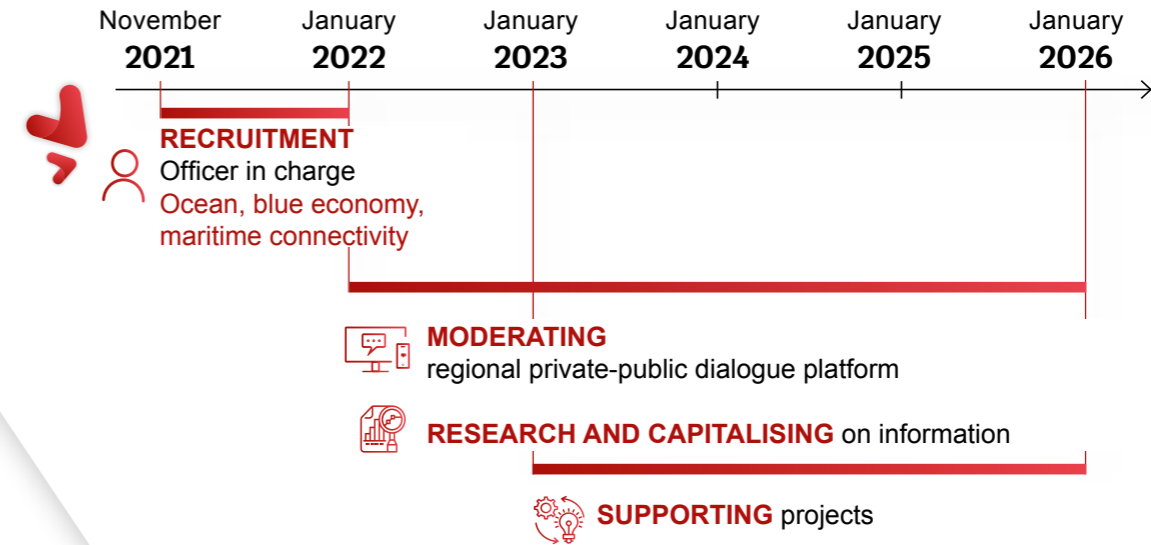 November January January January January January
2021 2022 2023 2024 2025 2026
RECRUITMENT
Officer in charge
Ocean, blue economy,
maritime connectivity
MODERATING
regional private-public dialogue platform
RESEARCH AND CAPITALISING on information
SUPPORTING projects